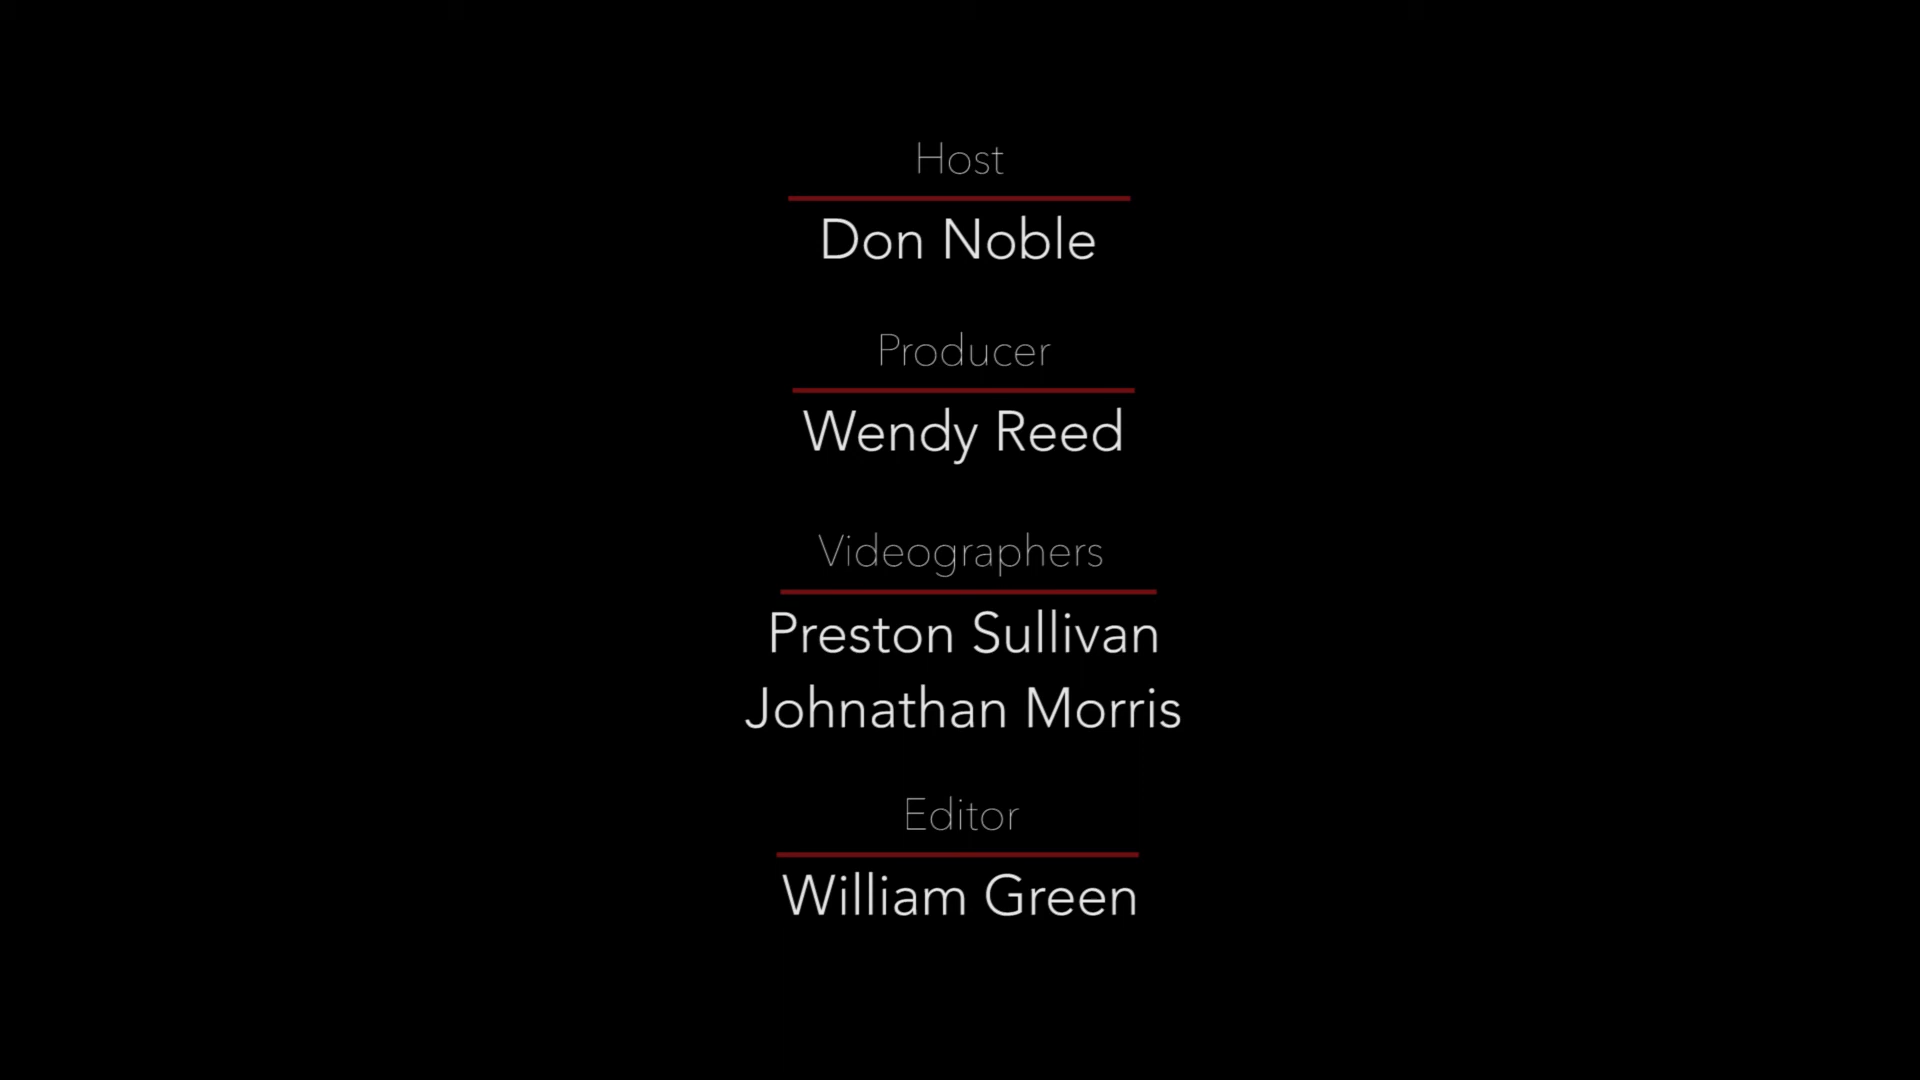 Host
Don Noble
Producer
Wendy Reed
Videographers
Preston Sullivan
Johnathan Morris
Editor
William Green